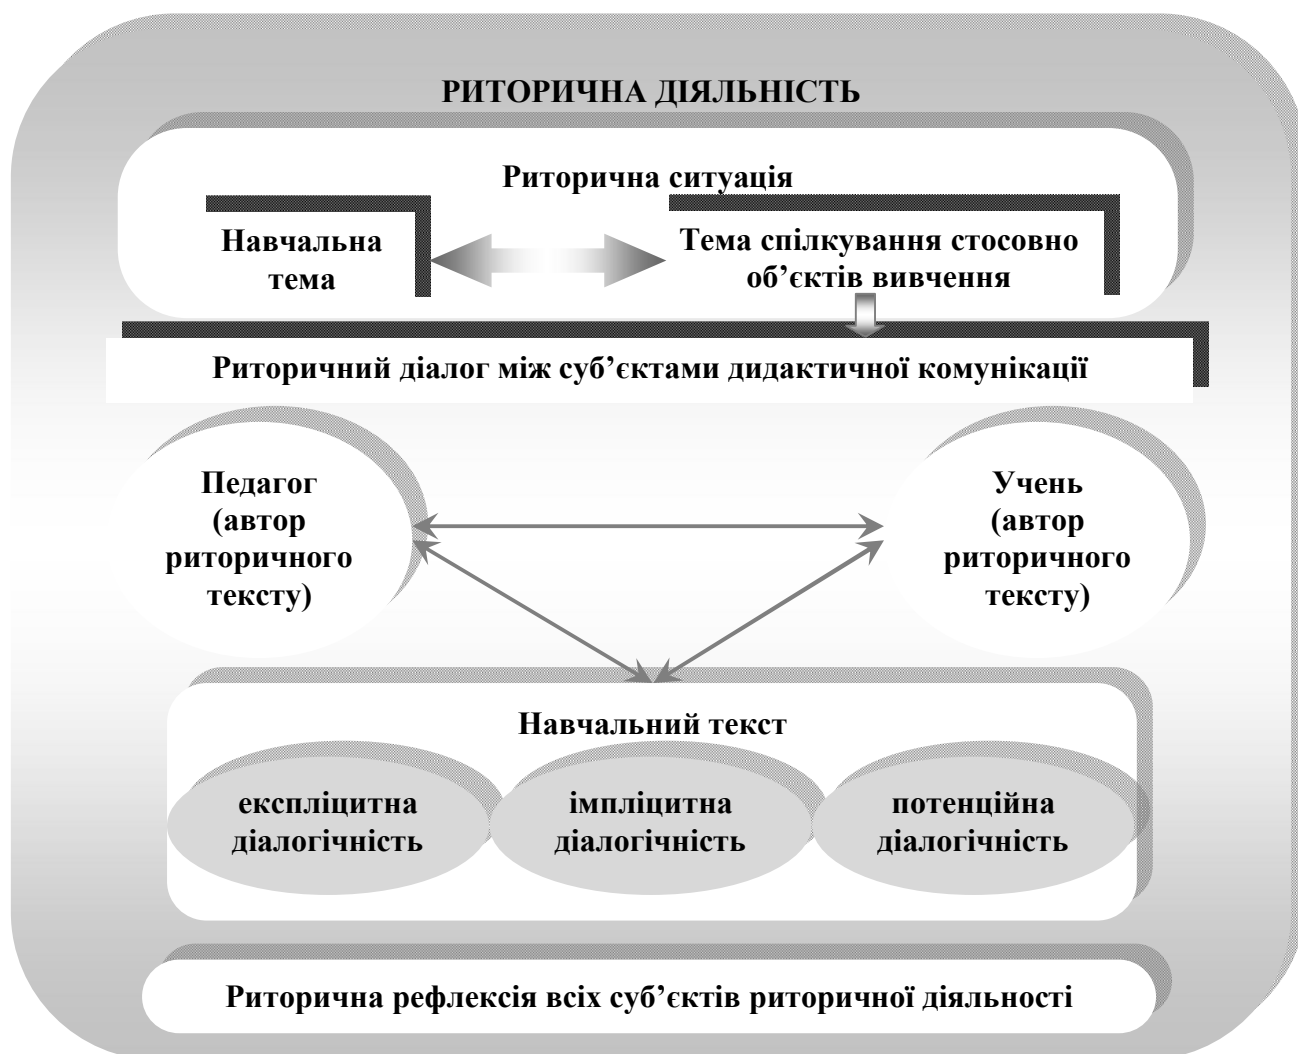 РИТОРИЧНА ДІЯЛЬНІСТЬ
Риторична ситуація
Навчальна
тема
Тема спілкування стосовно
об’єктів вивчення
Риторичний діалог між суб’єктами дидактичної комунікації
Педагог
(автор
риторичного
тексту)
Учень
(автор
риторичного
тексту)
Навчальний текст
експліцитна
діалогічність
імпліцитна
діалогічність
потенційна
діалогічність
Риторична рефлексія всіх суб’єктів риторичної діяльності